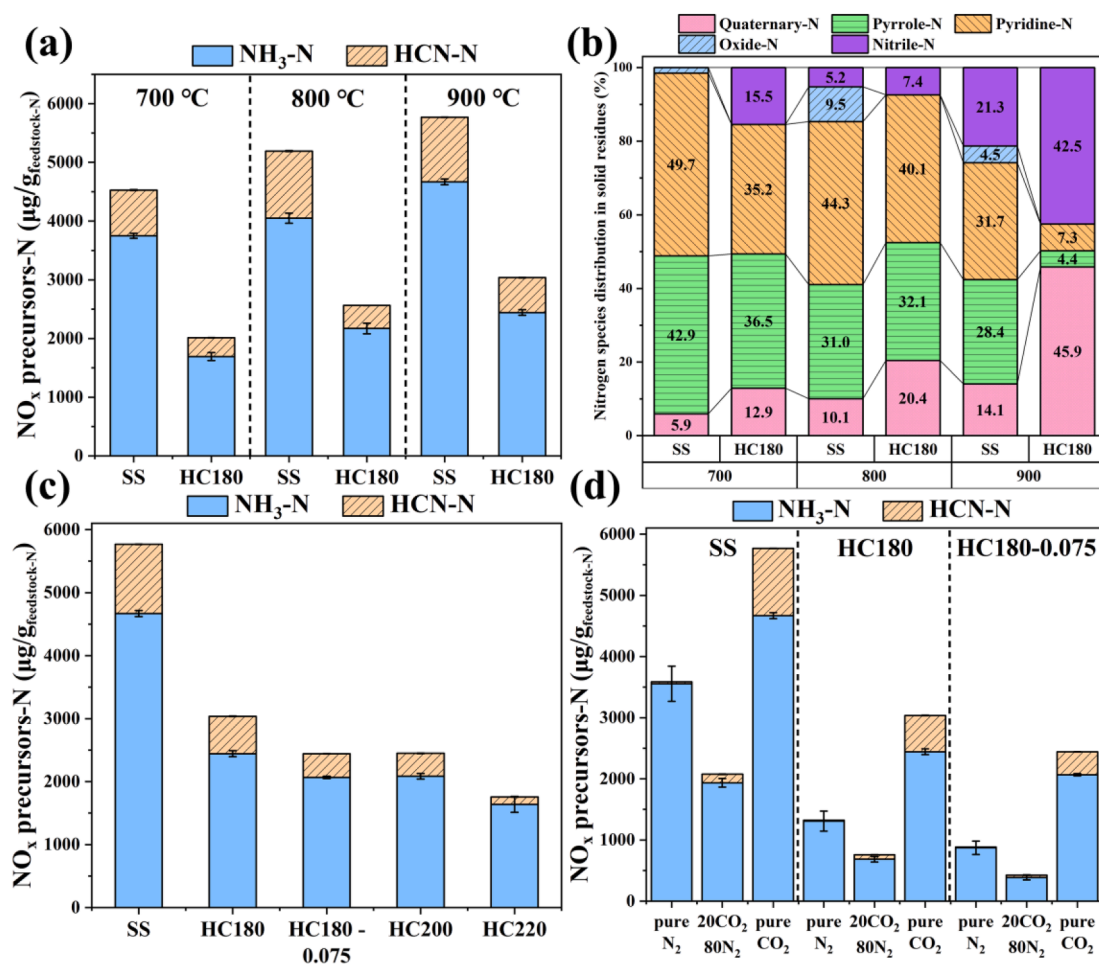 (a)
NH₃-N HCN-N
700 °C 800 °C 900 °C
NOₓ precursors-N (μg/g feedstock-N)
6000
5000
4000
3000
2000
1000
0
SS HC180 SS HC180 SS HC180
(b)
Quaternary-N Pyrrole-N Pyridine-N
Oxide-N Nitrile-N
Nitrogen species distribution in solid residues (%)
100
80
60
40
20
0
49.7
42.9
5.9
15.5
35.2
36.5
12.9
5.2
9.5
44.3
31.0
10.1
7.4
40.1
32.1
20.4
21.3
4.5
31.7
28.4
14.1
42.5
7.3
4.4
45.9
SS HC180 SS HC180 SS HC180
700 800 900
(c)
NH₃-N HCN-N
NOₓ precursors-N (μg/g feedstock-N)
6000
5000
4000
3000
2000
1000
0
SS HC180 HC180 - HC200 HC220
0.075
(d)
NH₃-N HCN-N
SS HC180 HC180-0.075
NOₓ precursors-N (μg/g feedstock-N)
6000
5000
4000
3000
2000
1000
0
pure 20CO₂ pure pure 20CO₂ pure pure 20CO₂ pure
N₂ 80N₂ CO₂ N₂ 80N₂ CO₂ N₂ 80N₂ CO₂